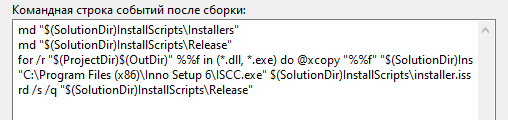 Командная строка событий после сборки:
md "$(SolutionDir)InstallScripts\Installers"
md "$(SolutionDir)InstallScripts\Release"
for /r "$(ProjectDir)$(OutDir)" %%f in (*.dll, *.exe) do @xcopy "%%f" "$(SolutionDir)Ins
"C:\Program Files (x86)\Inno Setup 6\ISCC.exe" $(SolutionDir)InstallScripts\installer.iss
rd /s /q "$(SolutionDir)InstallScripts\Release"